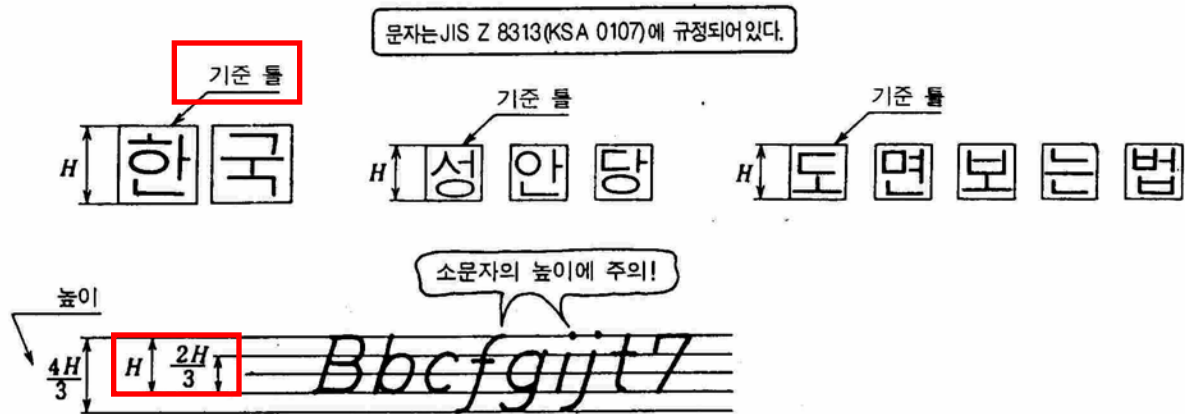 문자는 JIS Z 8313(KSA 0107)에 규정되어있다.
기준 틀
기준 틀
기준 틀
H 한 국
H 성 안 당
H 도 면 보 는 법
소문자의 높이에 주의!
높이
4H/3 H 2H/3 Bbcfgijt7